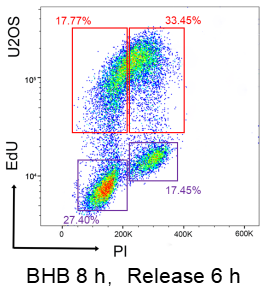 17.77% 33.45%
U2OS
EdU
10⁵
10⁴
17.45%
27.40%
0 200K 400K 600K
PI
BHB 8 h, Release 6 h